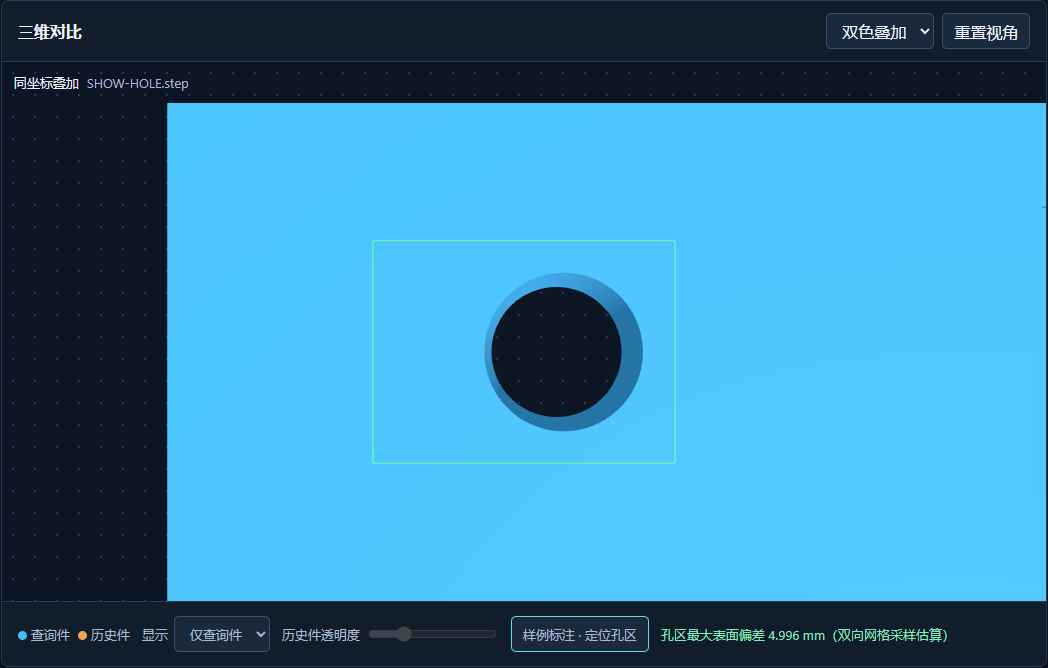 三维对比
双色叠加 重置视角
同坐标叠加 SHOW-HOLE.step
查询件 历史件 显示 仅查询件 历史件透明度 样例标注 · 定位孔区 孔区最大表面偏差 4.996 mm（双向网格采样估算）